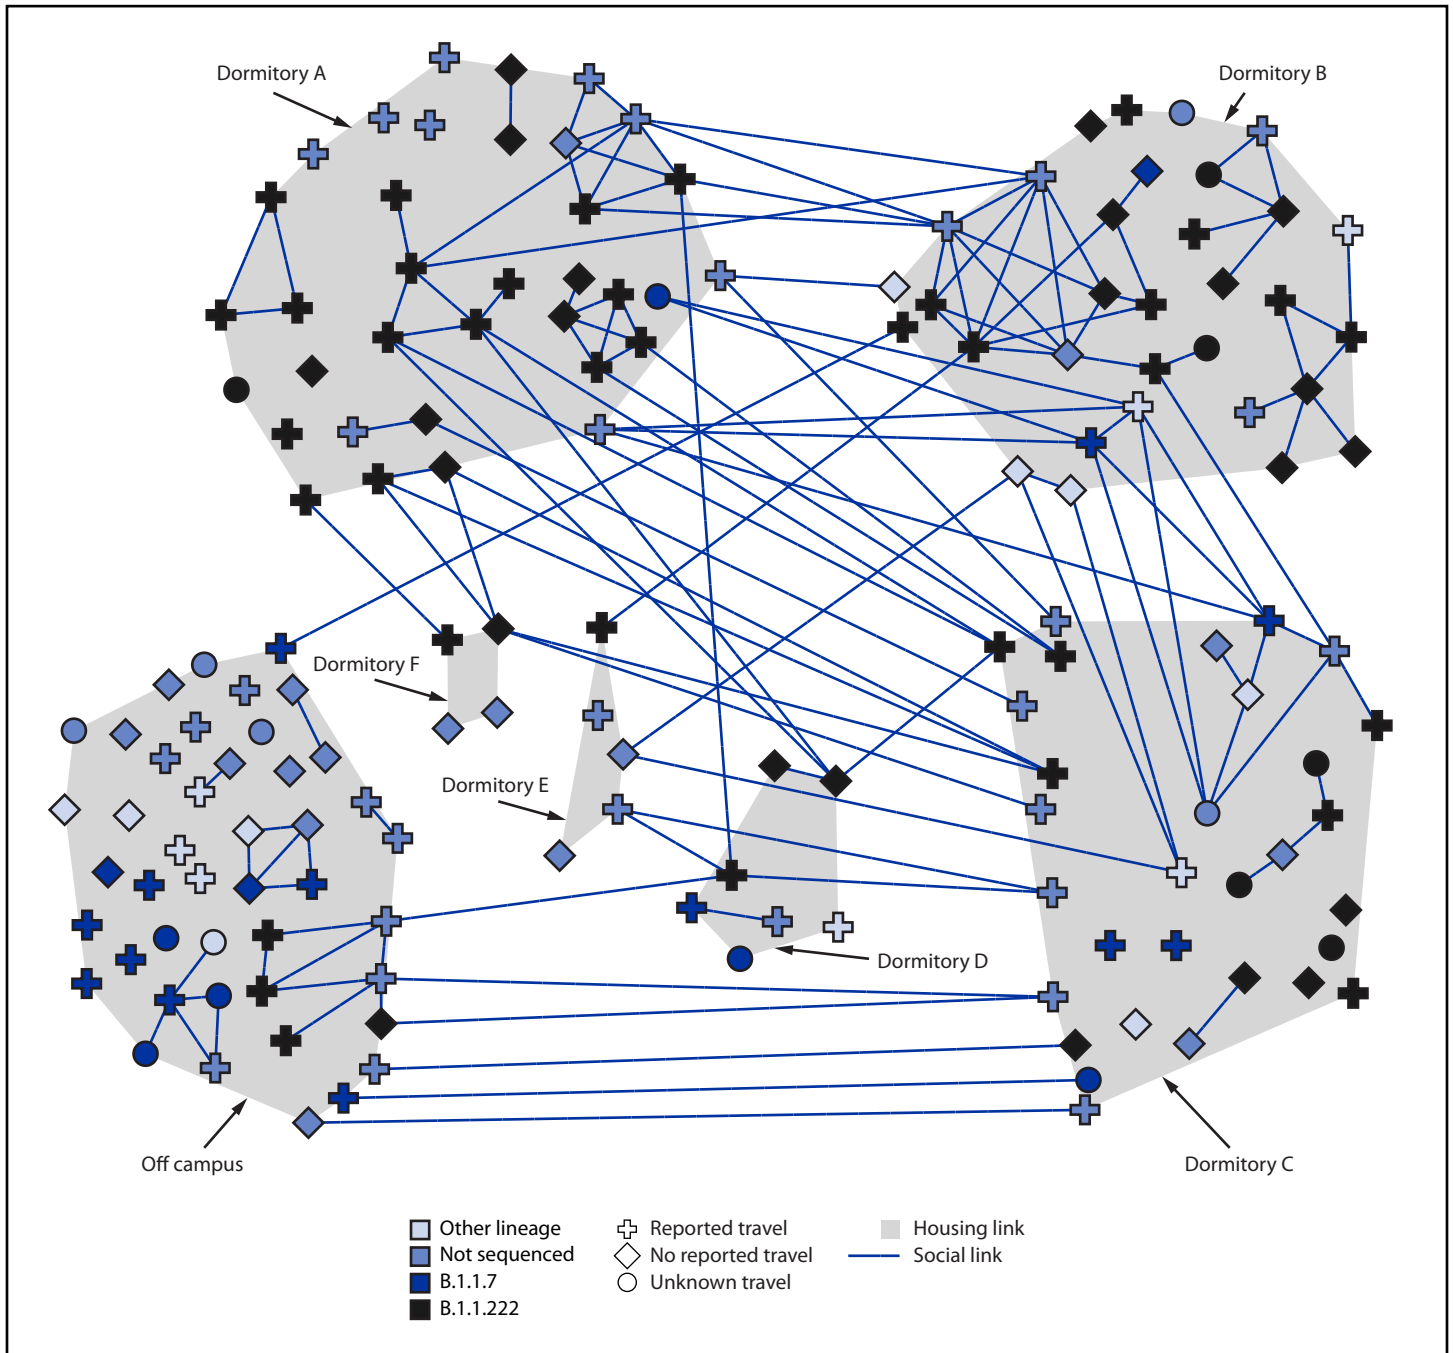 Dormitory A
Dormitory B
Dormitory F
Dormitory E
Dormitory D
Off campus
Dormitory C
Other lineage
Not sequenced
B.1.1.7
B.1.1.222
Reported travel
No reported travel
Unknown travel
Housing link
Social link